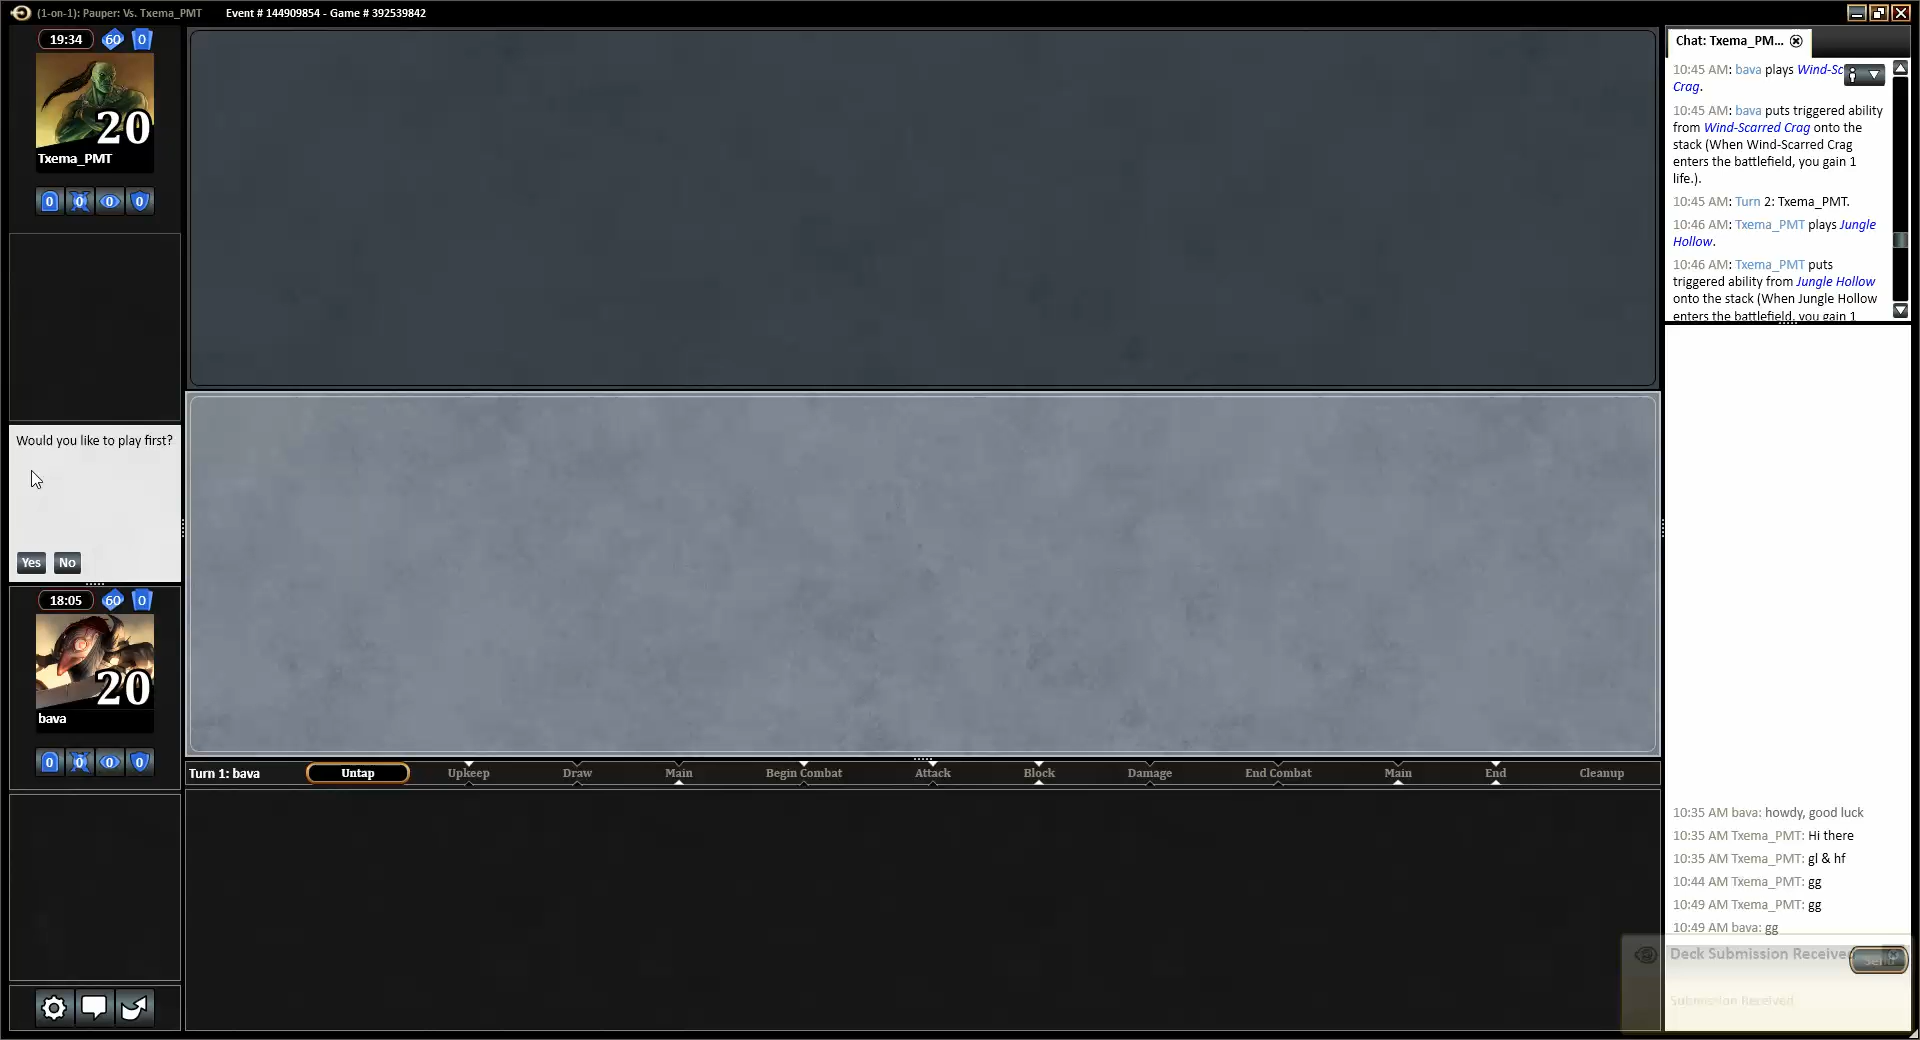 (1-on-1): Pauper: Vs. Txema_PMT
Event # 144909854 - Game # 392539842
19:34
60
0
20
Txema_PMT
0
0
0
0
Would you like to play first?
Yes
No
18:05
60
0
20
bava
0
0
0
0
Turn 1: bava
Untap
Upkeep
Draw
Main
Begin Combat
Attack
Block
Damage
End Combat
Main
End
Cleanup
Chat: Txema_PM...
10:45 AM: bava plays Wind-Sc
Crag.
10:45 AM: bava puts triggered ability
from Wind-Scarred Crag onto the
stack (When Wind-Scarred Crag
enters the battlefield, you gain 1
life.).
10:45 AM: Turn 2: Txema_PMT.
10:46 AM: Txema_PMT plays Jungle
Hollow.
10:46 AM: Txema_PMT puts
triggered ability from Jungle Hollow
onto the stack (When Jungle Hollow
enters the battlefield, you gain 1
10:35 AM bava: howdy, good luck
10:35 AM Txema_PMT: Hi there
10:35 AM Txema_PMT: gl & hf
10:44 AM Txema_PMT: gg
10:49 AM Txema_PMT: gg
10:49 AM bava: gg
Deck Submission Receive
Submission Received